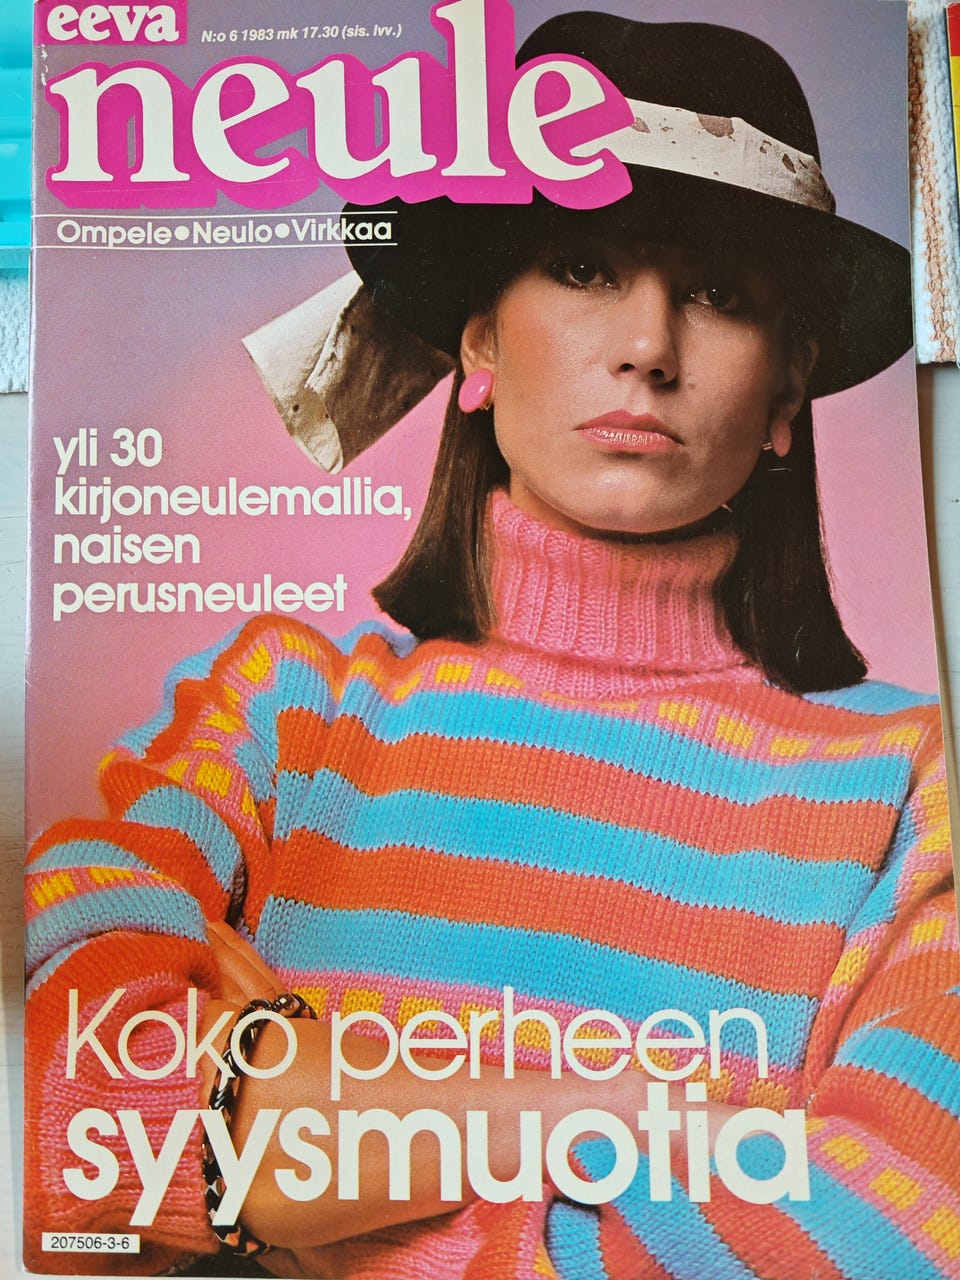 eeva
N:o 6 1983 mk 17.30 (sis. lvv.)
neule
Ompele•Neulo•Virkkaa
yli 30
kirjoneulemallia,
naisen
perusneuleet
Koko perheen
syysmuotia
207506-3-6